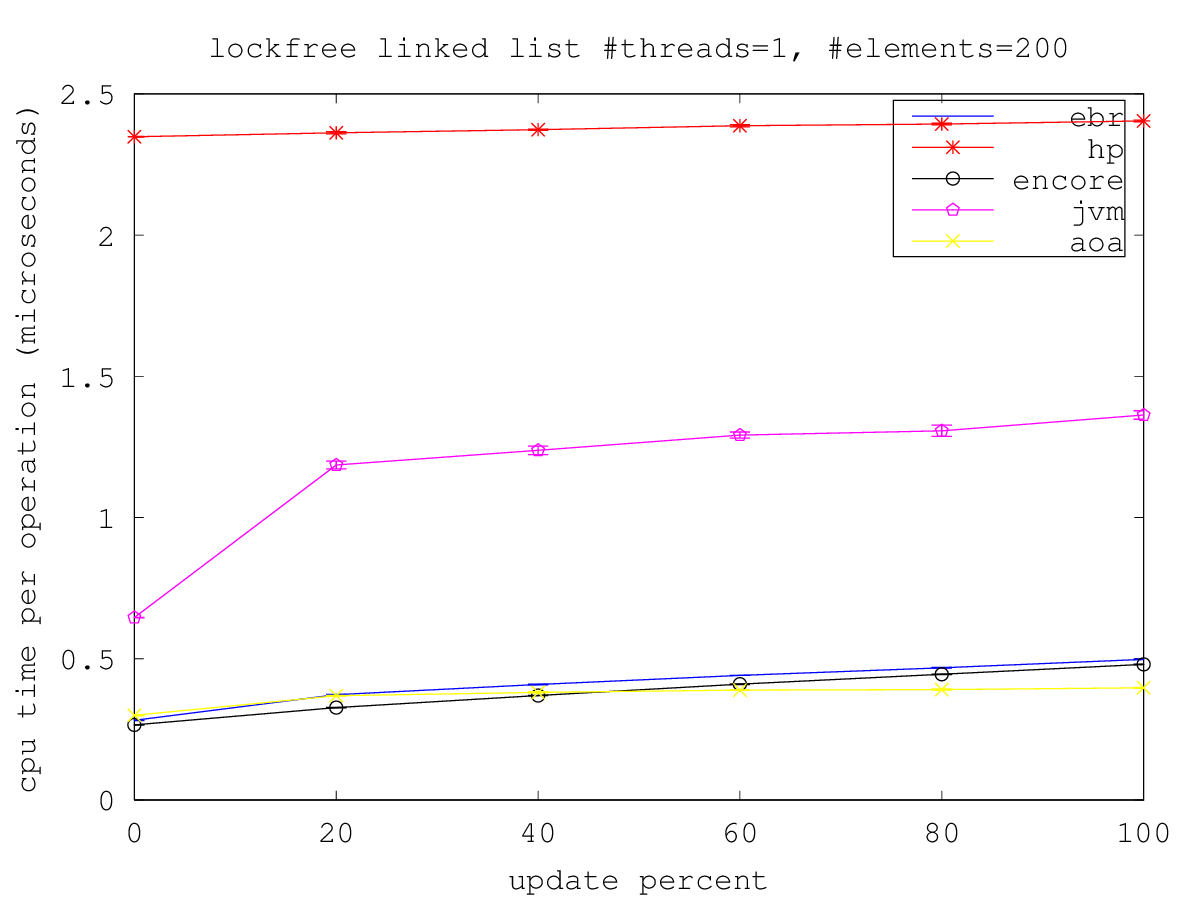 lockfree linked list #threads=1, #elements=200
cpu time per operation (microseconds)
2.5
2
1.5
1
0.5
0
ebr
hp
encore
jvm
aoa
0 20 40 60 80 100
update percent